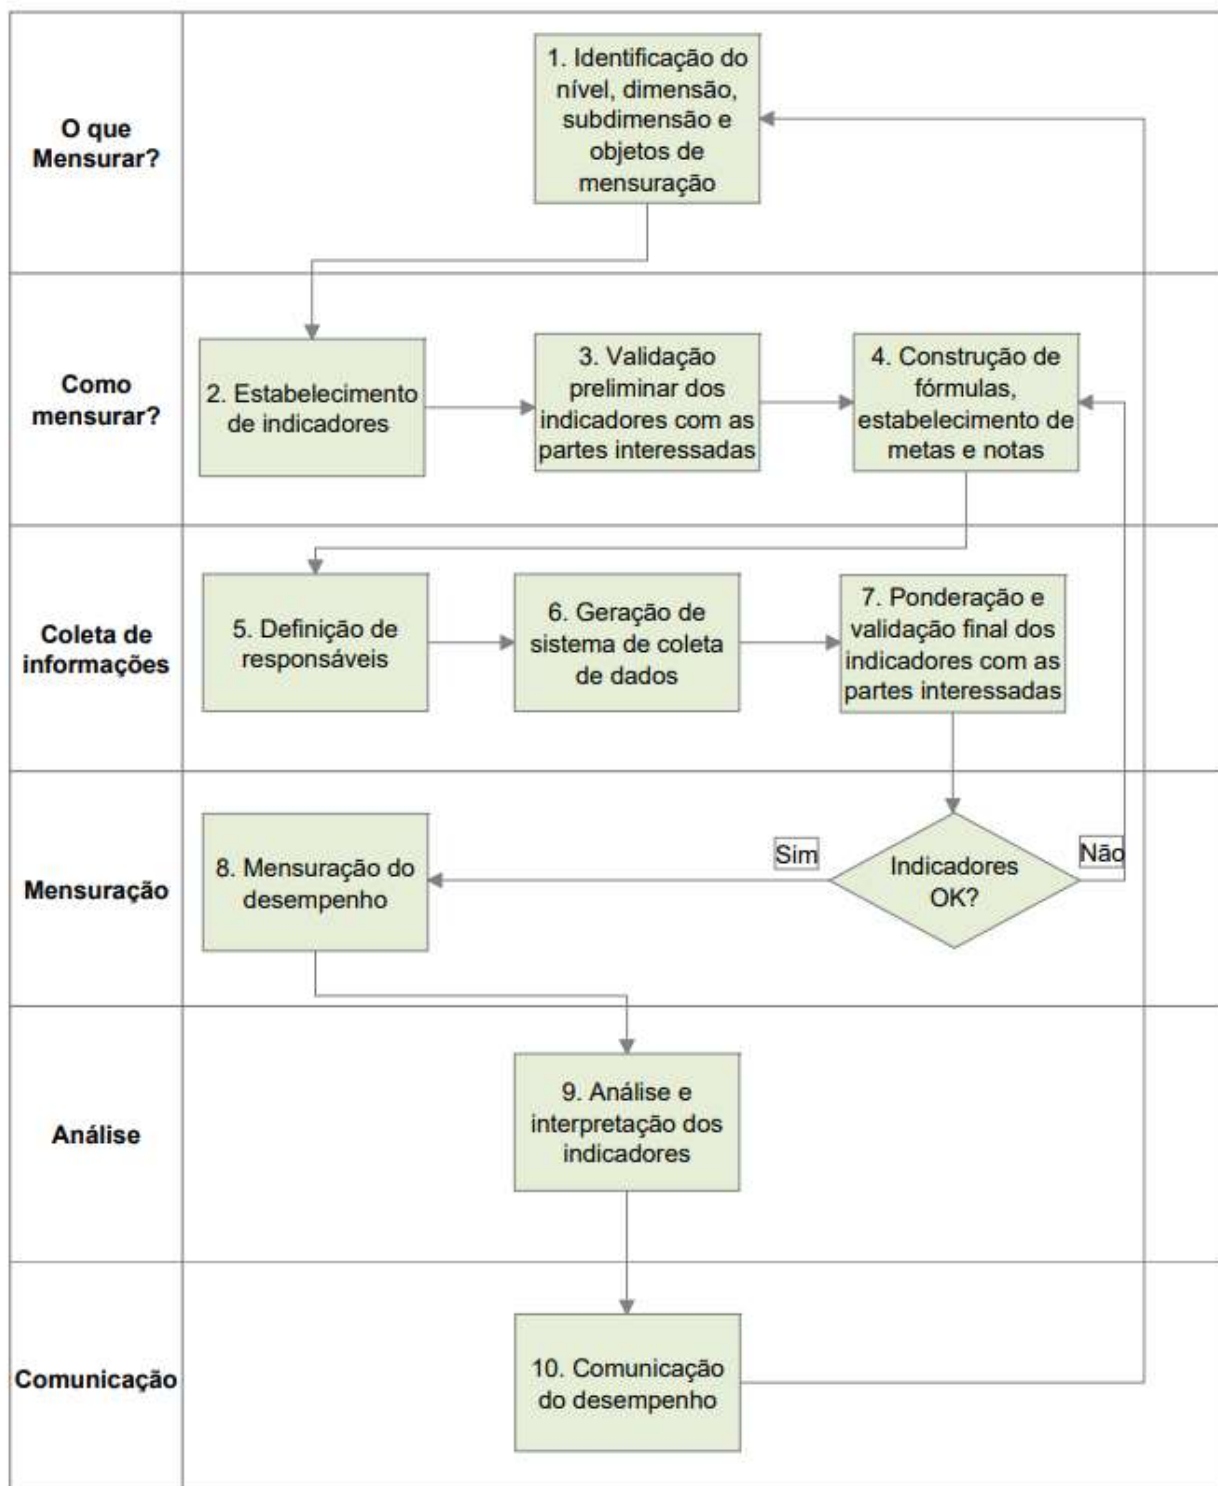 O que
Mensurar?
1. Identificação do
nível, dimensão,
subdimensão e
objetos de
mensuração
Como
mensurar?
2. Estabelecimento
de indicadores
3. Validação
preliminar dos
indicadores com as
partes interessadas
4. Construção de
fórmulas,
estabelecimento de
metas e notas
Coleta de
informações
5. Definição de
responsáveis
6. Geração de
sistema de coleta
de dados
7. Ponderação e
validação final dos
indicadores com as
partes interessadas
Mensuração
8. Mensuração do
desempenho
Sim
Indicadores
OK?
Não
Análise
9. Análise e
interpretação dos
indicadores
Comunicação
10. Comunicação
do desempenho